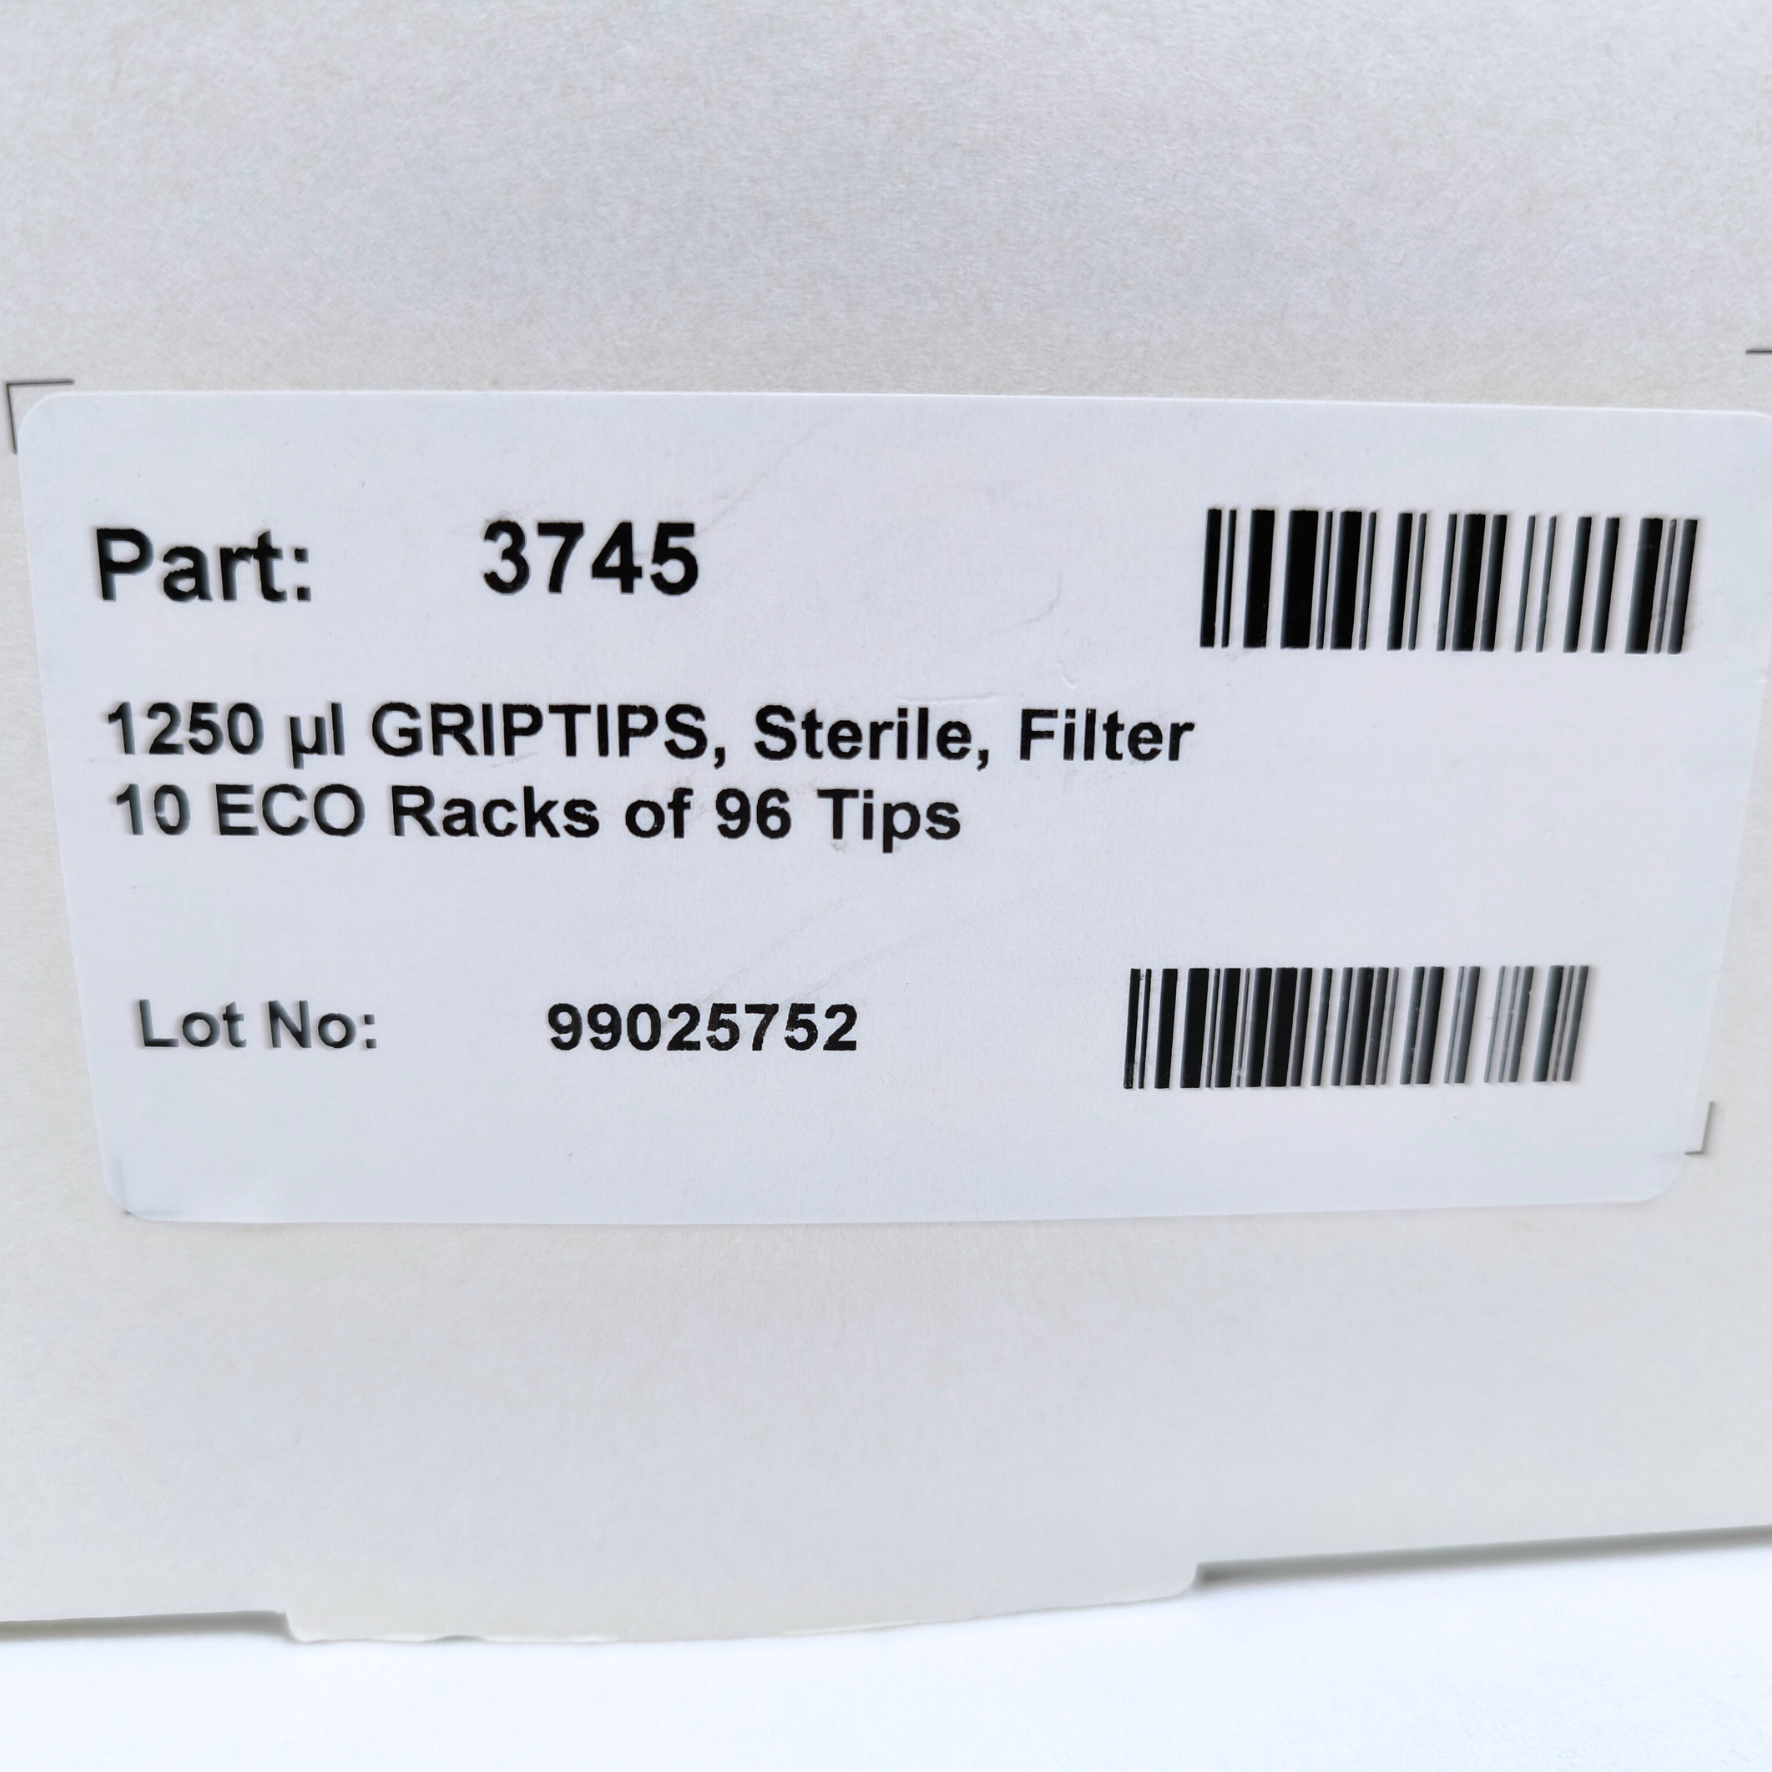 Part: 3745
1250 µl GRIPTIPS, Sterile, Filter
10 ECO Racks of 96 Tips
Lot No: 99025752